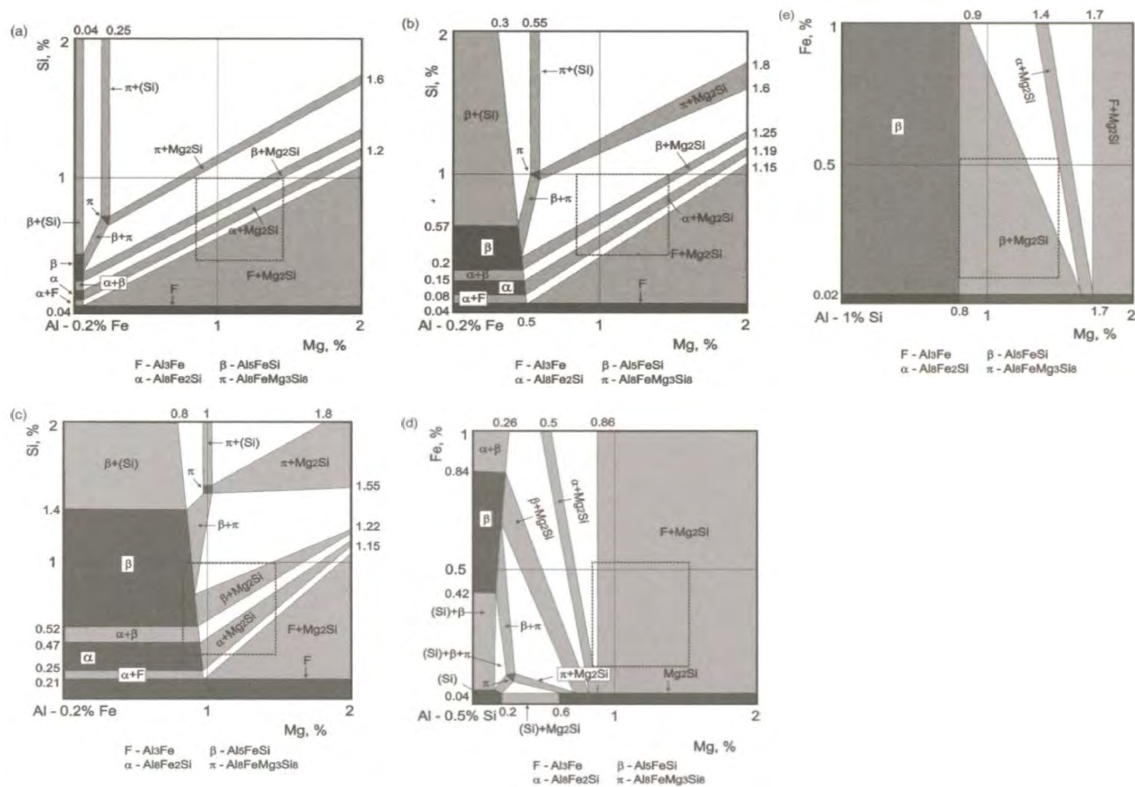 (a)
0.04 0.25
2
Si, %
π+(Si)
1.6
π+Mg2Si
β+Mg2Si
1.2
1
π
β+(Si)
β+π
α+Mg2Si
β
α
α+β
F+Mg2Si
α+F
F
0.04
Al - 0.2% Fe
1
2
Mg, %
F - Al3Fe β - Al5FeSi
α - Al8Fe2Si π - Al8FeMg3Si6
(b)
0.3 0.55
2
Si, %
π+(Si)
1.8
β+(Si)
π+Mg2Si
1.6
π
β+Mg2Si
1.25
1.19
1.15
1
β+π
0.57
β
α+Mg2Si
0.2
α+β
F+Mg2Si
0.15
α
0.08
α+F
F
0.04
Al - 0.2% Fe
0.5
1
2
Mg, %
F - Al3Fe β - Al5FeSi
α - Al8Fe2Si π - Al8FeMg3Si6
(e)
0.9 1.4 1.7
1
Fe, %
α+Mg2Si
F+Mg2Si
β
0.5
β+Mg2Si
0.02
Al - 1% Si
0.8
1
1.7
2
Mg, %
F - Al3Fe β - Al5FeSi
α - Al8Fe2Si π - Al8FeMg3Si6
(c)
0.8 1 1.8
2
Si, %
π+(Si)
β+(Si)
π
π+Mg2Si
1.55
1.4
β+π
1.22
1.15
β
1
β+Mg2Si
0.52
α+β
α+Mg2Si
0.47
F+Mg2Si
α
0.25
α+F
F
0.21
Al - 0.2% Fe
1
2
Mg, %
F - Al3Fe β - Al5FeSi
α - Al8Fe2Si π - Al8FeMg3Si6
(d)
0.26 0.5 0.86
1
Fe, %
α+β
α+Mg2Si
0.84
β+Mg2Si
β
F+Mg2Si
0.5
0.42
(Si)+β
β+π
(Si)+β+π
(Si)
π
π+Mg2Si
Mg2Si
0.04
Al - 0.5% Si
0.2
0.6
1
2
(Si)+Mg2Si
Mg, %
F - Al3Fe β - Al5FeSi
α - Al8Fe2Si π - Al8FeMg3Si6